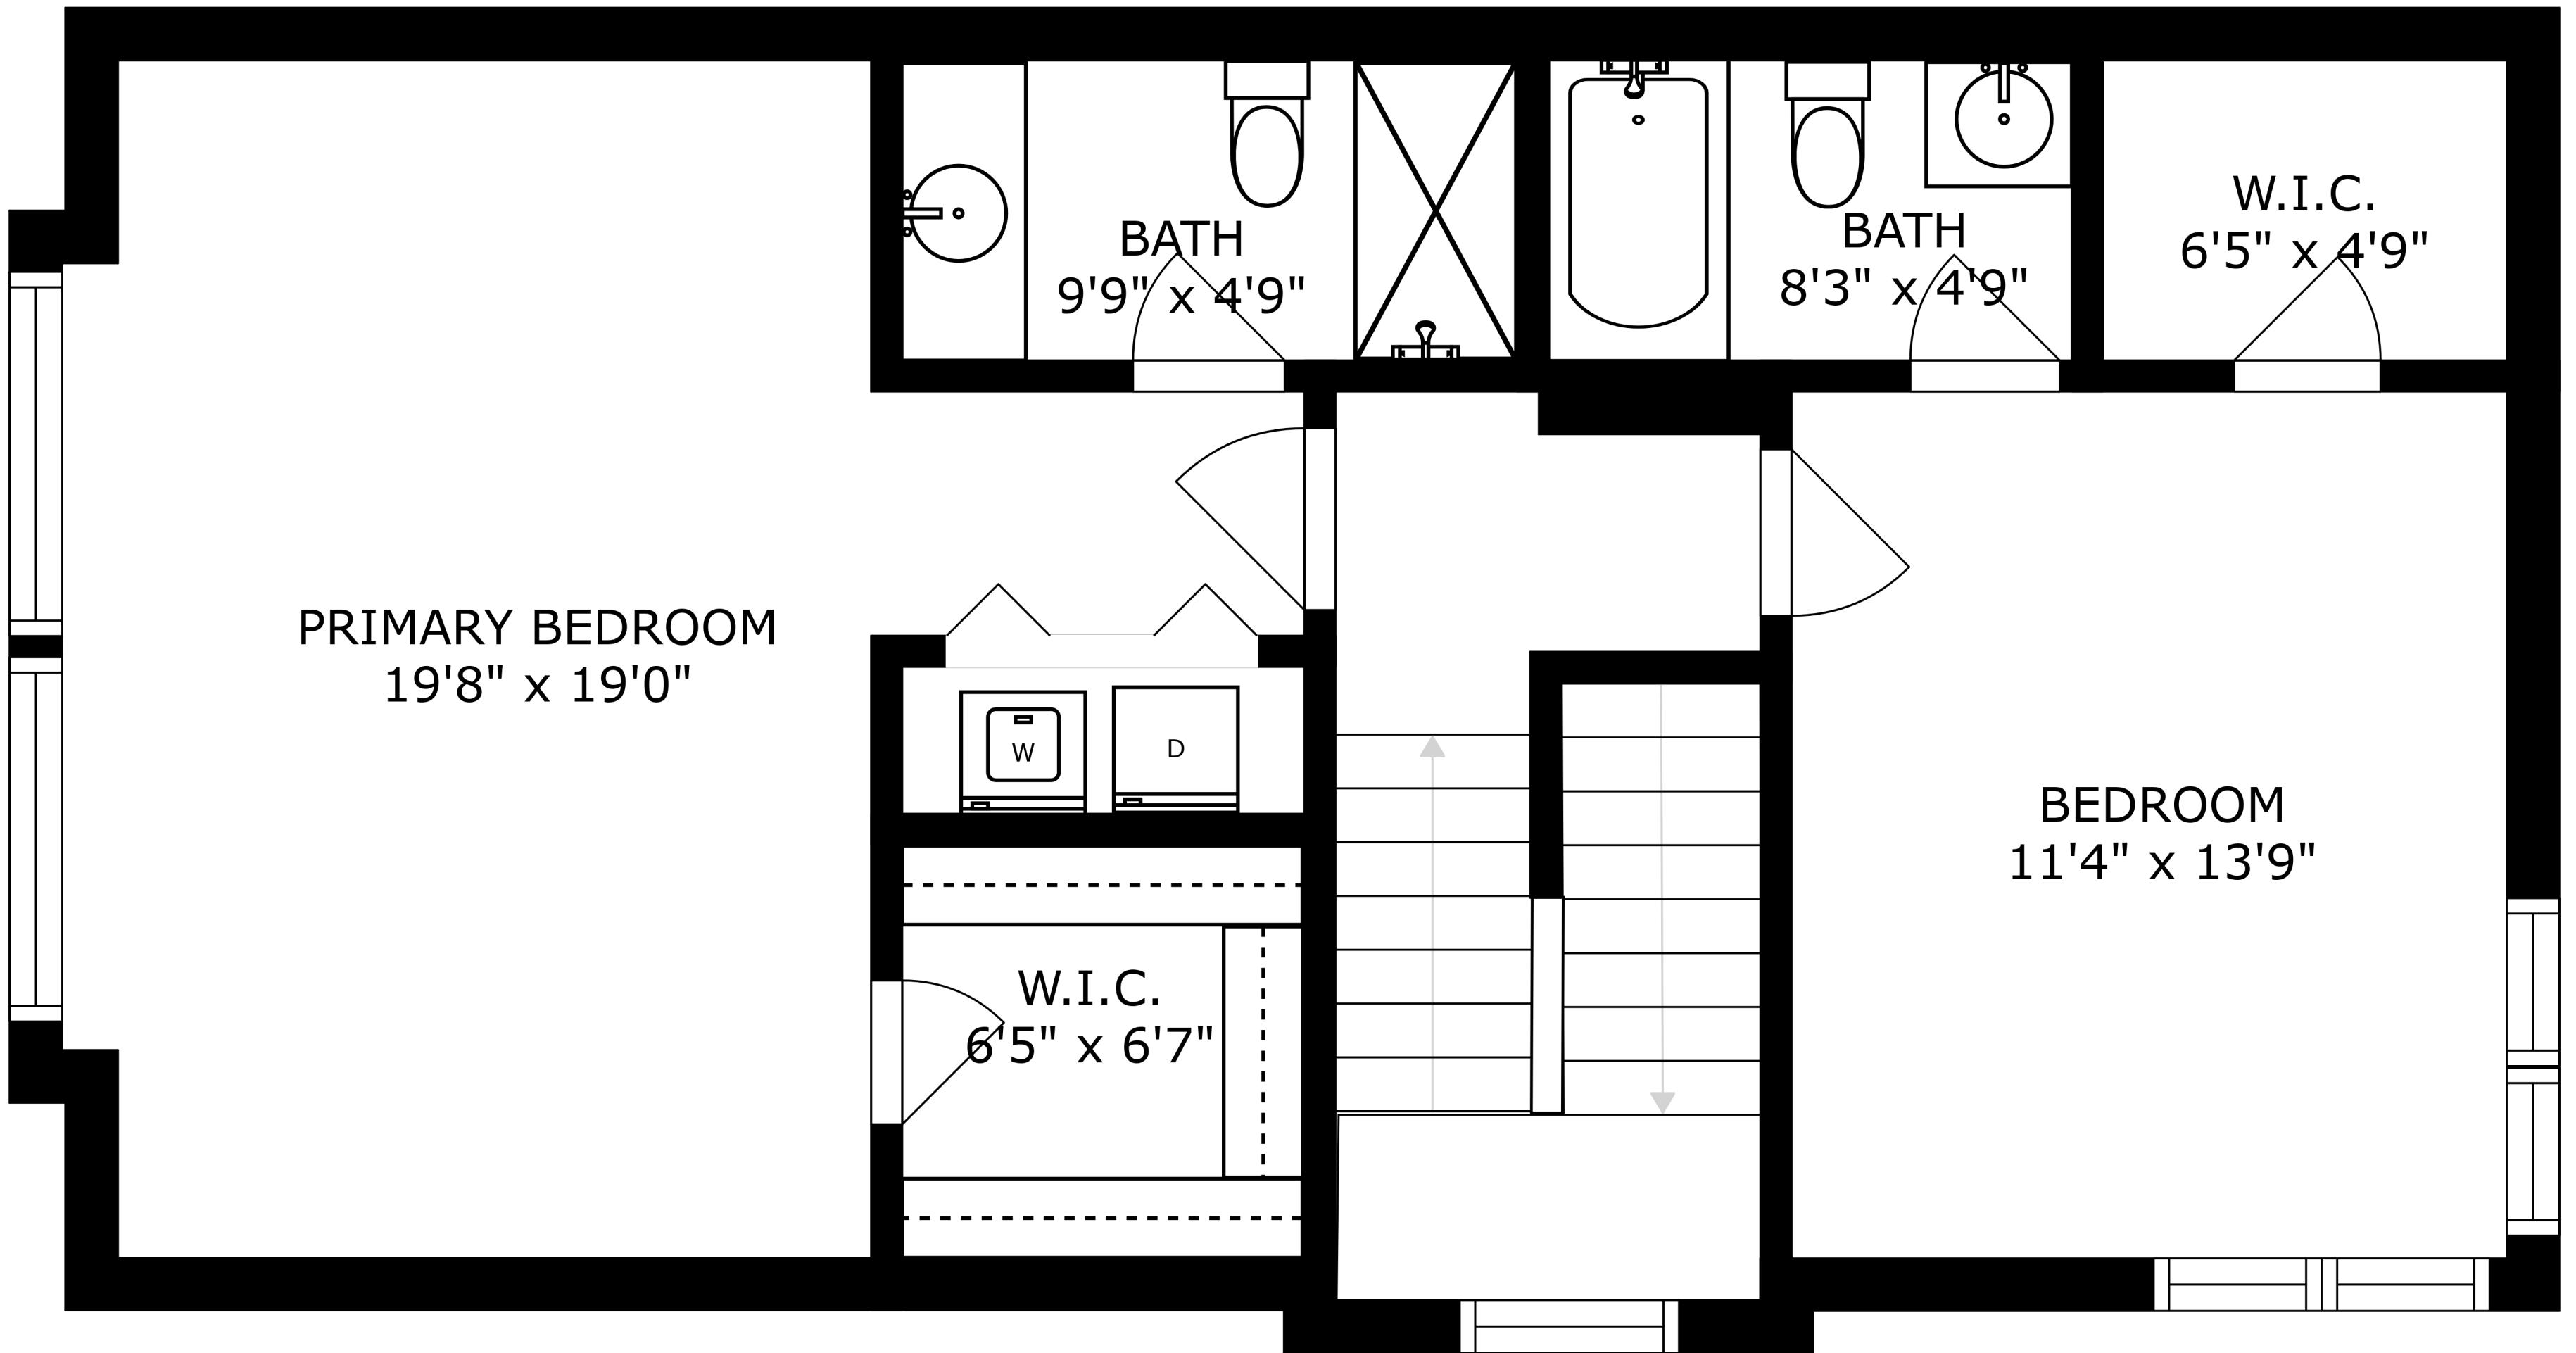 BATH
9'9" x 4'9"
BATH
8'3" x 4'9"
W.I.C.
6'5" x 4'9"
PRIMARY BEDROOM
19'8" x 19'0"
W
D
BEDROOM
11'4" x 13'9"
W.I.C.
6'5" x 6'7"